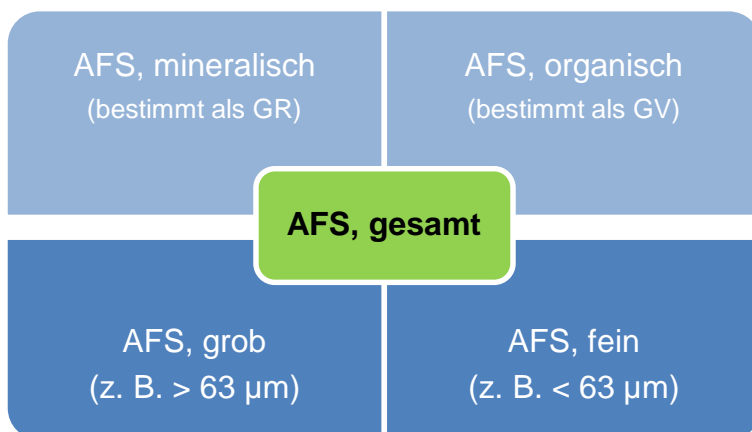 AFS, mineralisch
(bestimmt als GR)
AFS, organisch
(bestimmt als GV)
AFS, gesamt
AFS, grob
(z. B. > 63 µm)
AFS, fein
(z. B. < 63 µm)